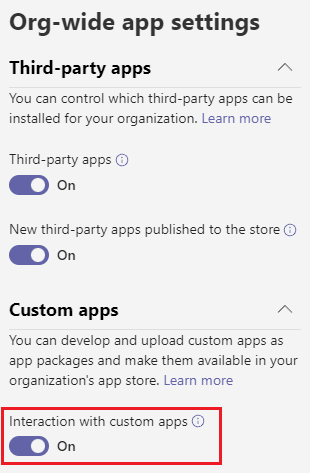 Org-wide app settings
Third-party apps
You can control which third-party apps can be
installed for your organization. Learn more
Third-party apps
On
New third-party apps published to the store
On
Custom apps
You can develop and upload custom apps as
app packages and make them available in your
organization's app store. Learn more
Interaction with custom apps
On